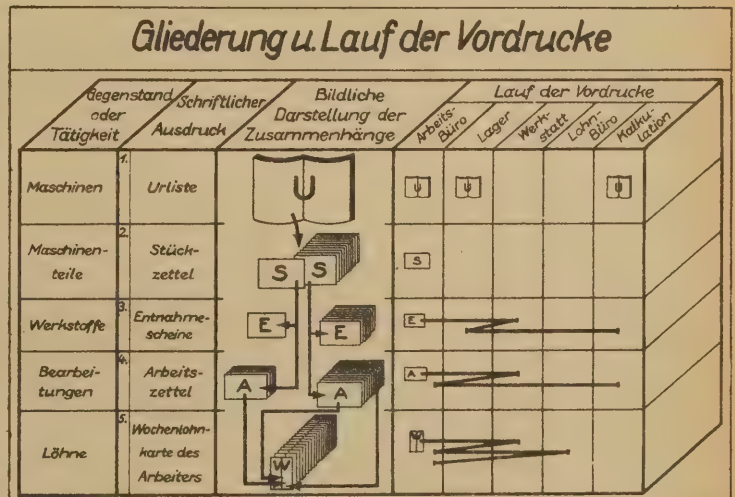 Gliederung u. Lauf der Vordrucke
Gegenstand
oder
Tätigkeit
Schriftlicher
Ausdruck
Bildliche
Darstellung der
Zusammenhänge
Lauf der Vordrucke
Arbeits-
Büro
Lager
Werk-
statt
Lohn-
Büro
Kalku-
lation
Maschinen
1.
Urliste
U
U
U
U
Maschinen-
teile
2.
Stück-
zettel
S
S
S
Werkstoffe
3.
Entnahme-
scheine
E
E
E
Bearbei-
tungen
4.
Arbeits-
zettel
A
A
A
Löhne
5.
Wochenlohn-
karte des
Arbeiters
W
W